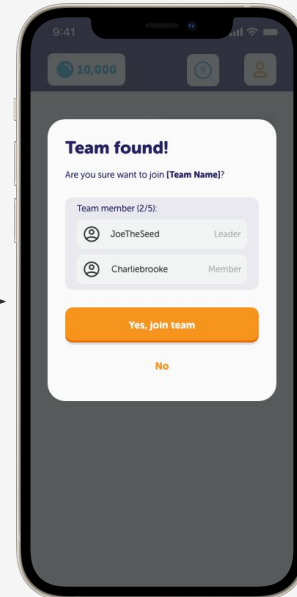 9:41
10,000
?
Team found!
Are you sure want to join [Team Name]?
Team member (2/5):
JoeTheSeed Leader
Charliebrooke Member
Yes, join team
No